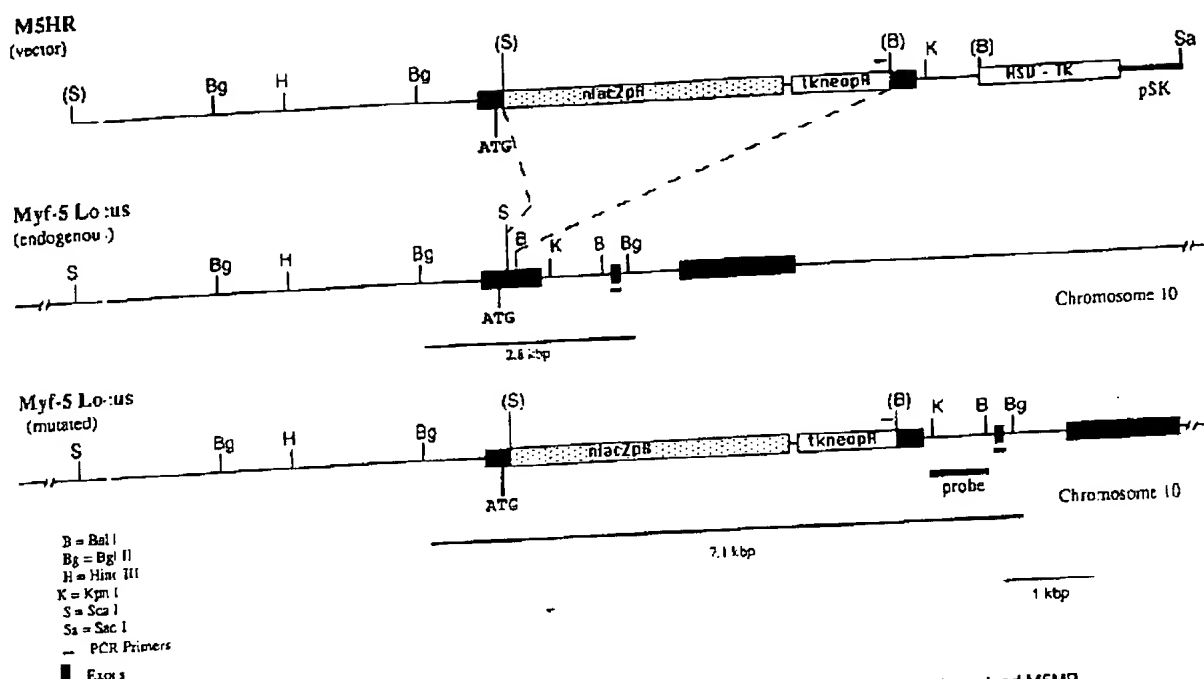 M5HR
(vector)
(S) Bg H Bg (S) (B) K (B) Sa
nlacZpA tkneopA HSV - TK
pSK
ATG
Myf-5 Locus
(endogenous)
S Bg H Bg S B K B Bg
ATG
Chromosome 10
2.8 kbp
Myf-5 Locus
(mutated)
S Bg H Bg (S) (B) K B Bg
nlacZpA tkneopA
ATG
probe
Chromosome 10
7.1 kbp
1 kbp
B = Bal I
Bg = Bgl II
H = Hinc III
K = Kpn I
S = Sca I
Sa = Sac I
PCR Primers
Exons